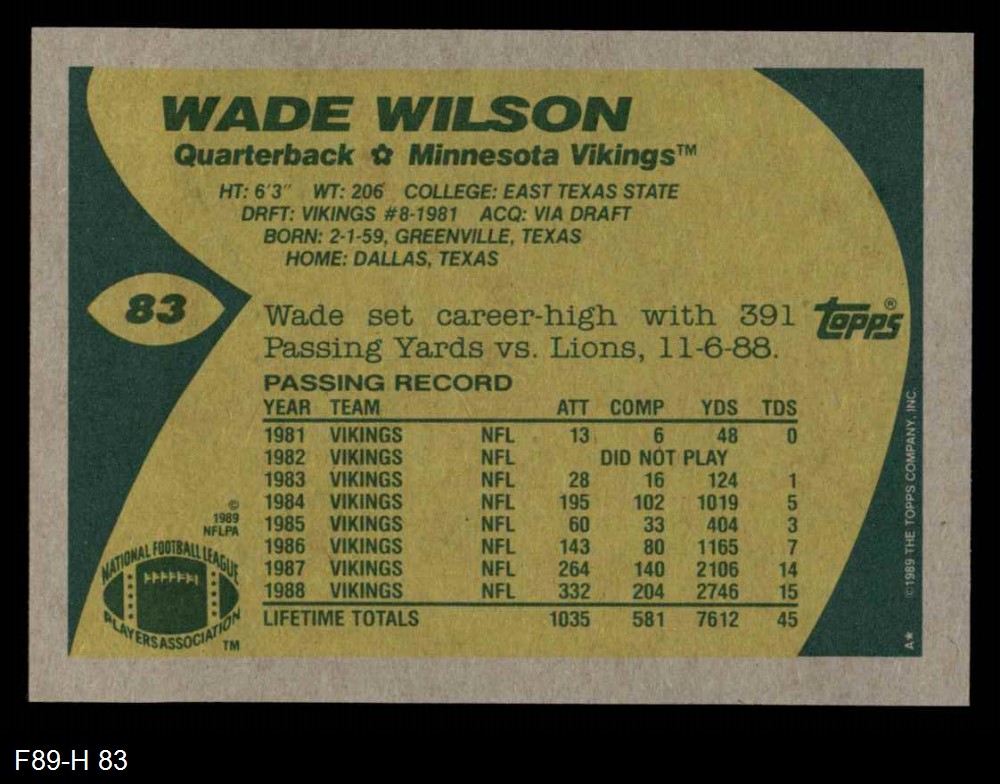 WADE WILSON
Quarterback ✿ Minnesota Vikings™
HT: 6'3" WT: 206 COLLEGE: EAST TEXAS STATE
DRFT: VIKINGS #8-1981 ACQ: VIA DRAFT
BORN: 2-1-59, GREENVILLE, TEXAS
HOME: DALLAS, TEXAS
83
Wade set career-high with 391
Passing Yards vs. Lions, 11-6-88.
Topps®
PASSING RECORD
YEAR TEAM ATT COMP YDS TDS
1981 VIKINGS NFL 13 6 48 0
1982 VIKINGS NFL DID NOT PLAY
1983 VIKINGS NFL 28 16 124 1
1984 VIKINGS NFL 195 102 1019 5
1985 VIKINGS NFL 60 33 404 3
1986 VIKINGS NFL 143 80 1165 7
1987 VIKINGS NFL 264 140 2106 14
1988 VIKINGS NFL 332 204 2746 15
LIFETIME TOTALS 1035 581 7612 45
©
1989
NFLPA
NATIONAL FOOTBALL LEAGUE
PLAYERS ASSOCIATION
TM
A* ©1989 THE TOPPS COMPANY, INC.
F89-H 83